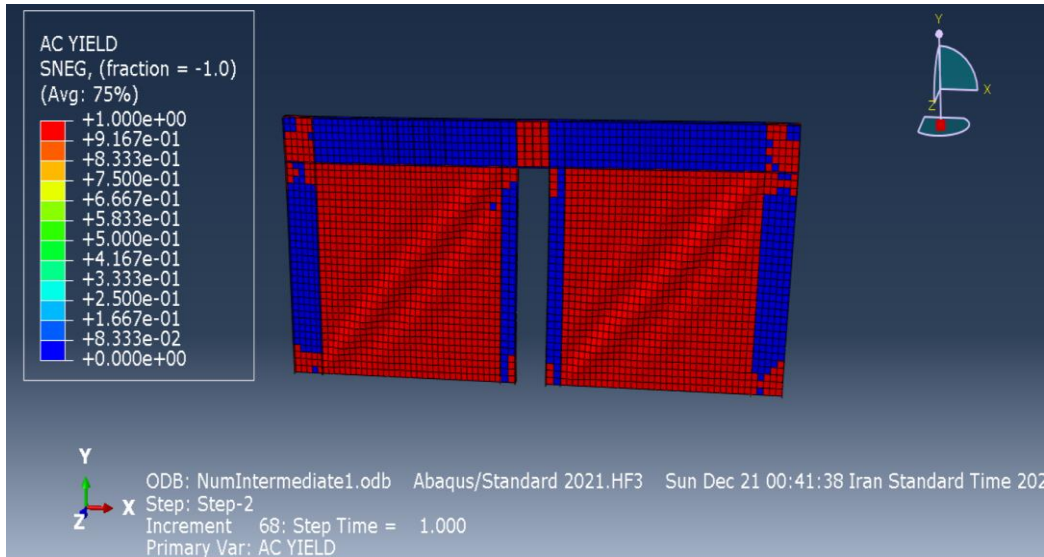 AC YIELD
SNEG, (fraction = -1.0)
(Avg: 75%)
+1.000e+00
+9.167e-01
+8.333e-01
+7.500e-01
+6.667e-01
+5.833e-01
+5.000e-01
+4.167e-01
+3.333e-01
+2.500e-01
+1.667e-01
+8.333e-02
+0.000e+00
Y
X
Z
Y
X
Z
ODB: NumIntermediate1.odb Abaqus/Standard 2021.HF3 Sun Dec 21 00:41:38 Iran Standard Time 202
Step: Step-2
Increment 68: Step Time = 1.000
Primary Var: AC YIELD